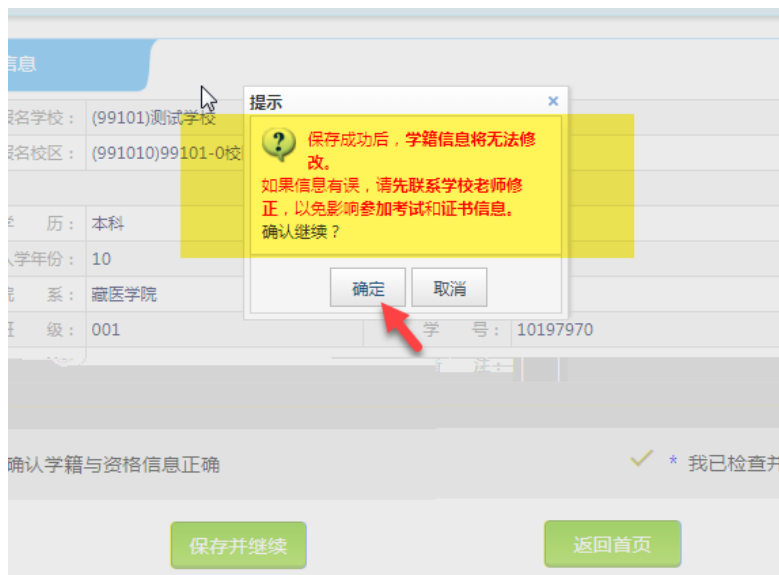 信息
提示
报名学校： (99101)测试学校
报名校区： (991010)99101-0校
保存成功后，学籍信息将无法修
改。
如果信息有误，请先联系学校老师修
正，以免影响参加考试和证书信息。
确认继续？
学 历： 本科
入学年份： 10
院 系： 藏医学院
确定
取消
班 级： 001
学 号： 10197970
注：
确认学籍与资格信息正确
* 我已检查并
保存并继续
返回首页